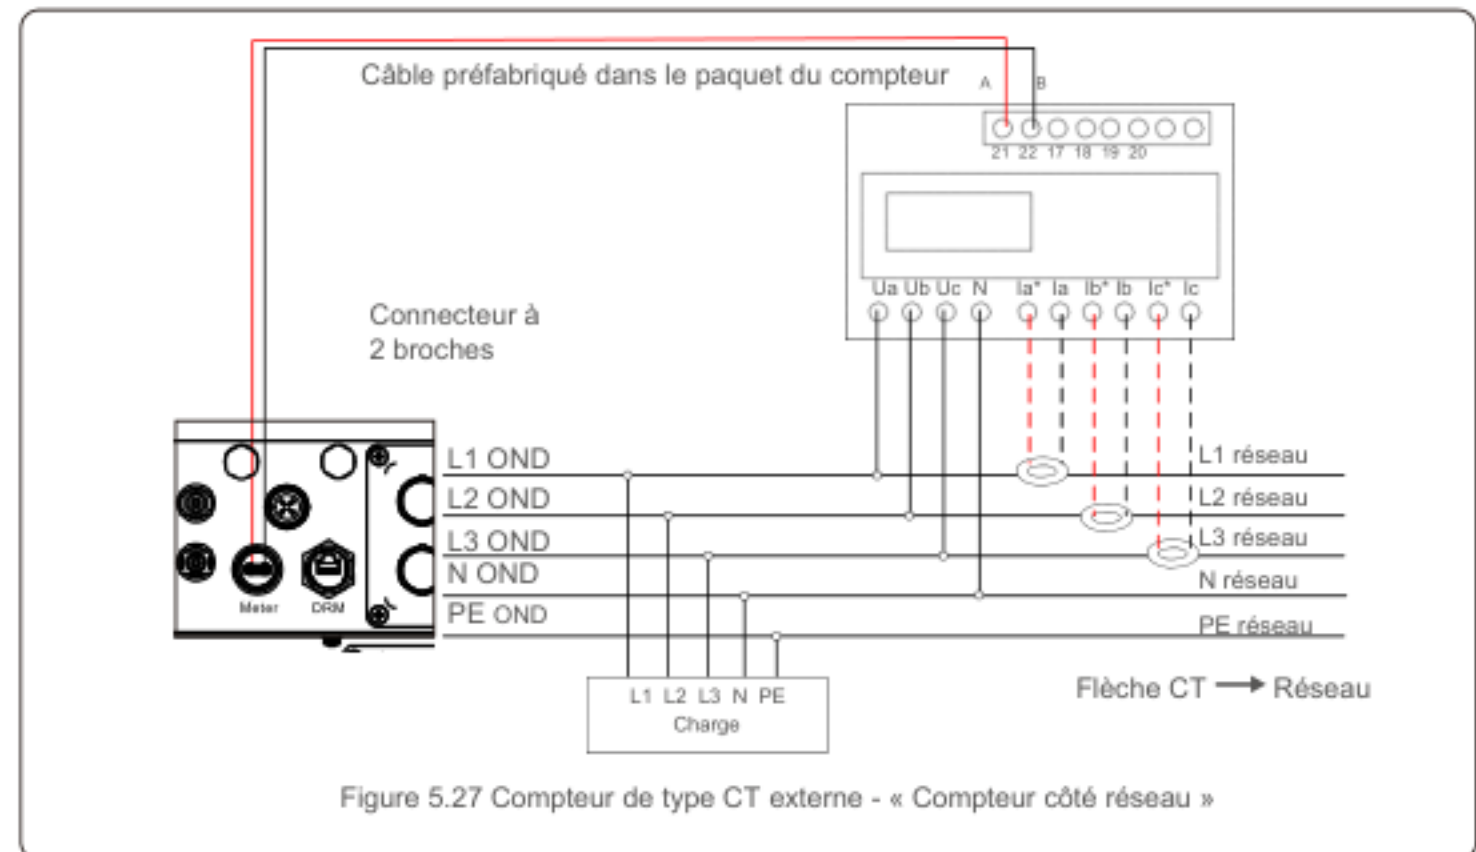 Câble préfabriqué dans le paquet du compteur
A B
21 22 17 18 19 20
Ua Ub Uc N Ia* Ia Ib* Ib Ic* Ic
Connecteur à
2 broches
L1 OND
L1 réseau
L2 OND
L2 réseau
L3 OND
L3 réseau
N OND
N réseau
Meter DRM
PE OND
PE réseau
L1 L2 L3 N PE
Charge
Flèche CT → Réseau
Figure 5.27 Compteur de type CT externe - « Compteur côté réseau »